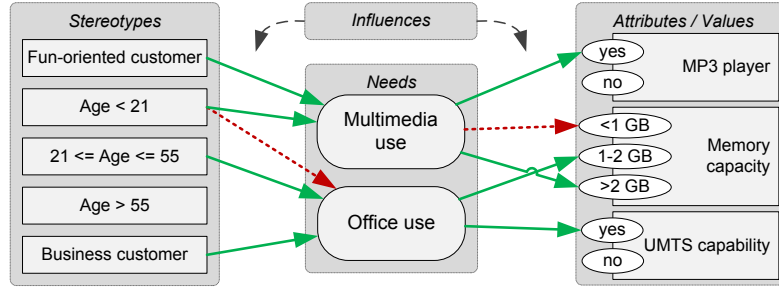 Stereotypes
Fun-oriented customer
Age < 21
21 <= Age <= 55
Age > 55
Business customer
Influences
Needs
Multimedia
use
Office use
Attributes / Values
yes
no
MP3 player
<1 GB
1-2 GB
>2 GB
Memory
capacity
yes
no
UMTS capability